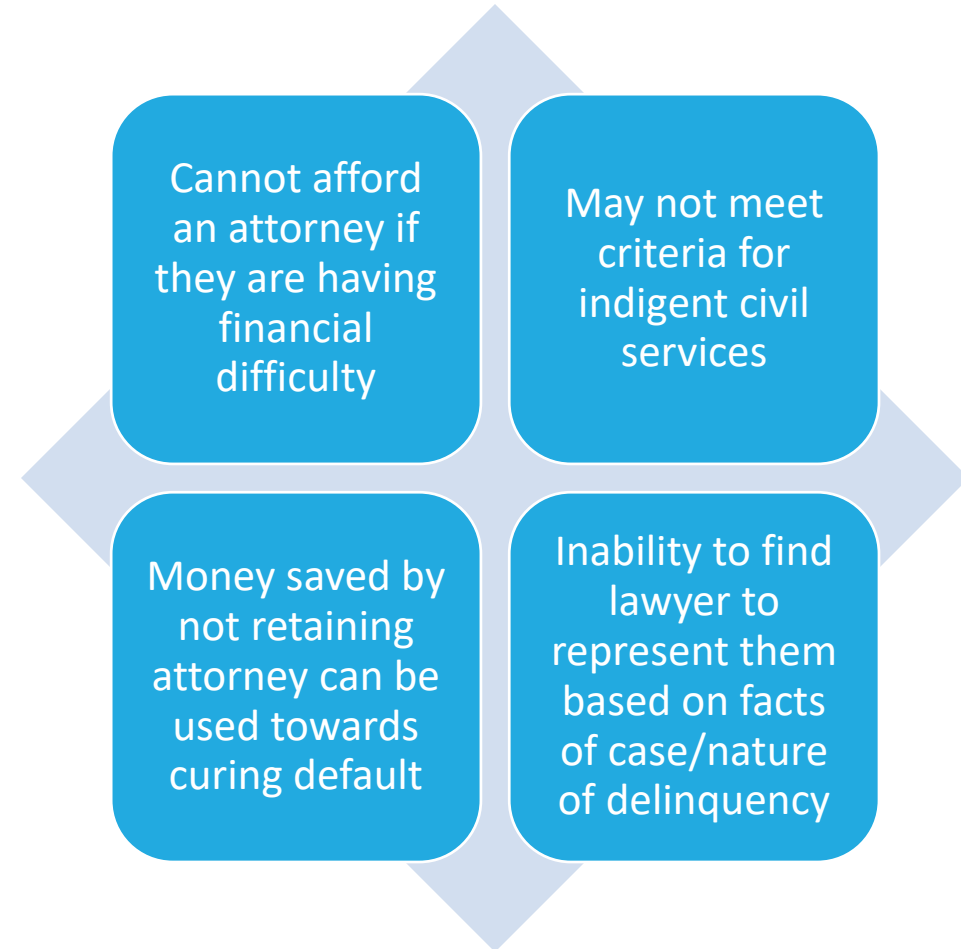 Cannot afford
an attorney if
they are having
financial
difficulty
May not meet
criteria for
indigent civil
services
Money saved by
not retaining
attorney can be
used towards
curing default
Inability to find
lawyer to
represent them
based on facts
of case/nature
of delinquency